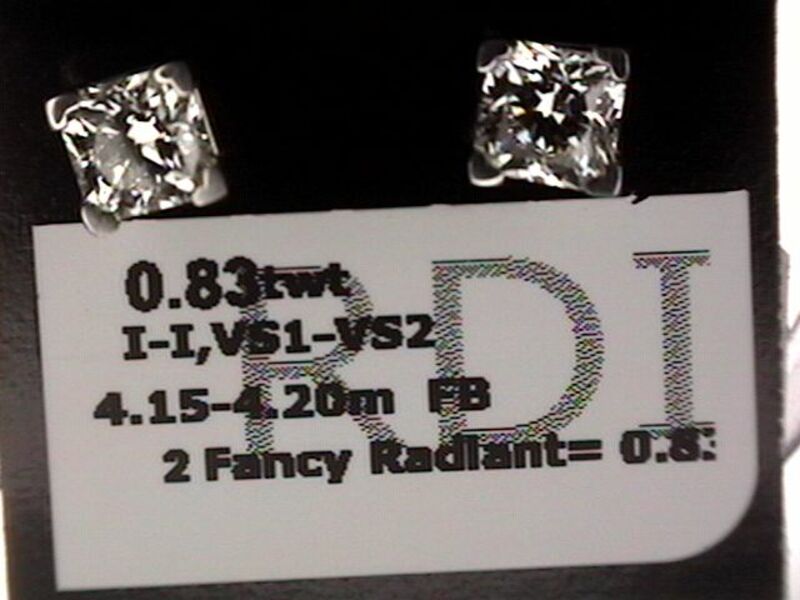 0.83twt
I-I,VS1-VS2
4.15-4.20m FB
2 Fancy Radiant= 0.8
RDI